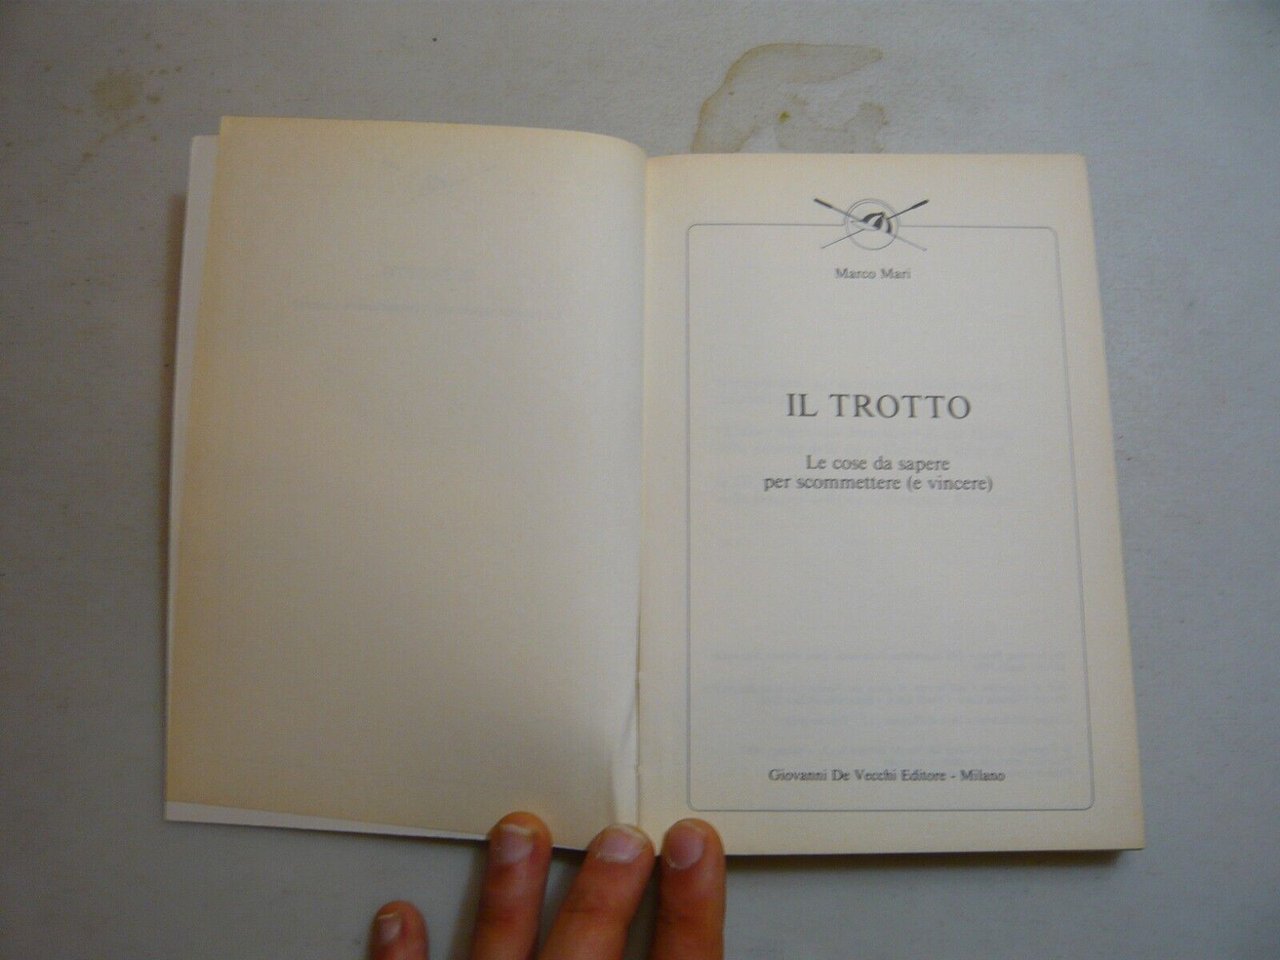 Marco Mari
IL TROTTO
Le cose da sapere
per scommettere (e vincere)
Giovanni De Vecchi Editore - Milano